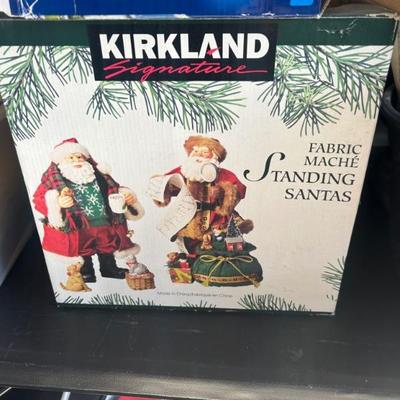 KIRKLAND
Signature
FABRIC
MACHÉ
STANDING
SANTAS